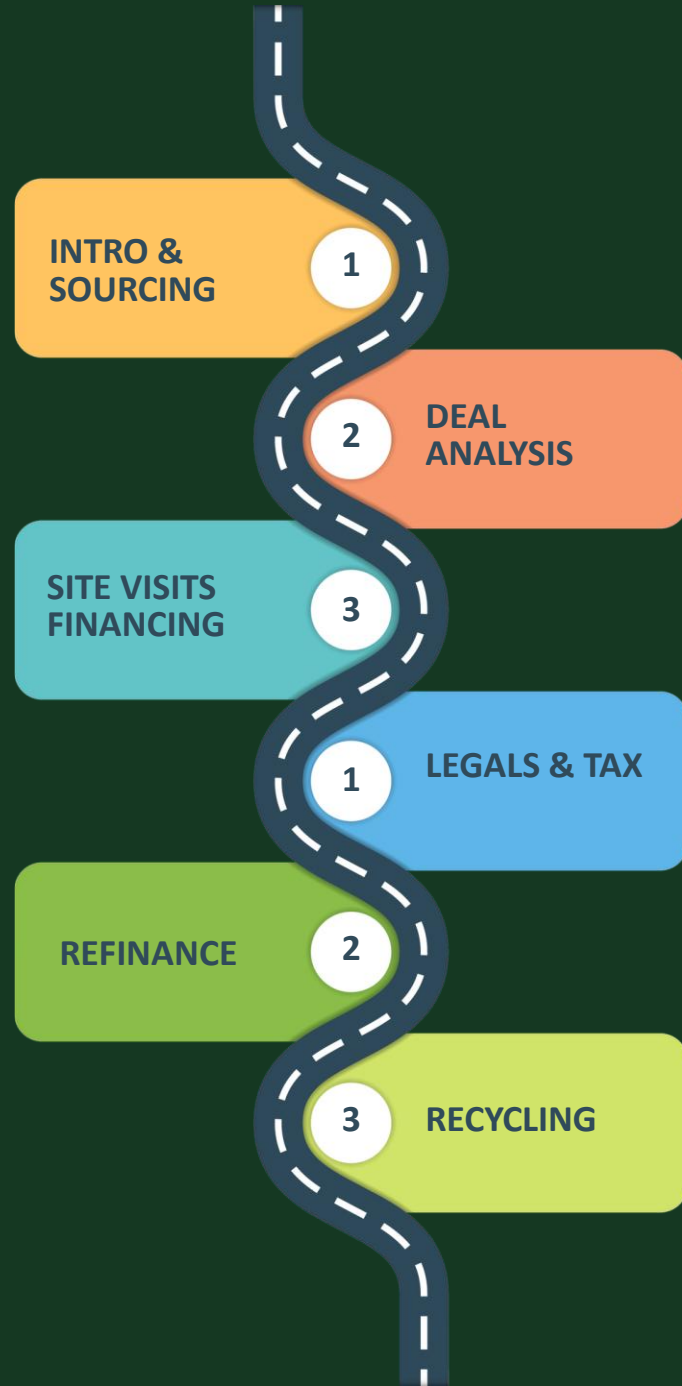 INTRO &
SOURCING
1
2
DEAL
ANALYSIS
SITE VISITS
FINANCING
3
1
LEGALS & TAX
REFINANCE
2
3
RECYCLING